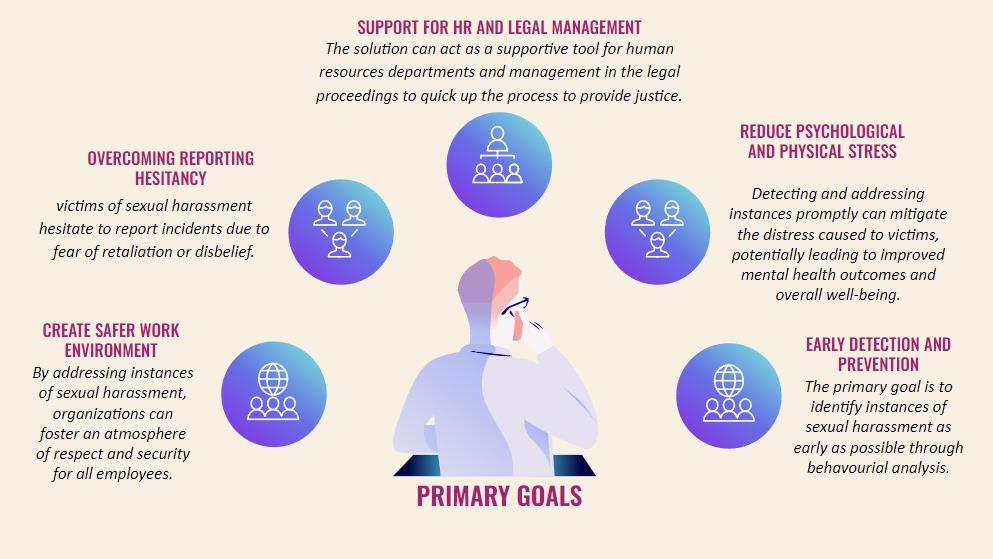 SUPPORT FOR HR AND LEGAL MANAGEMENT
The solution can act as a supportive tool for human
resources departments and management in the legal
proceedings to quick up the process to provide justice.
OVERCOMING REPORTING
HESITANCY
victims of sexual harassment
hesitate to report incidents due to
fear of retaliation or disbelief.
REDUCE PSYCHOLOGICAL
AND PHYSICAL STRESS
Detecting and addressing
instances promptly can mitigate
the distress caused to victims,
potentially leading to improved
mental health outcomes and
overall well-being.
CREATE SAFER WORK
ENVIRONMENT
By addressing instances
of sexual harassment,
organizations can
foster an atmosphere
of respect and security
for all employees.
EARLY DETECTION AND
PREVENTION
The primary goal is to
identify instances of
sexual harassment as
early as possible through
behavourial analysis.
PRIMARY GOALS